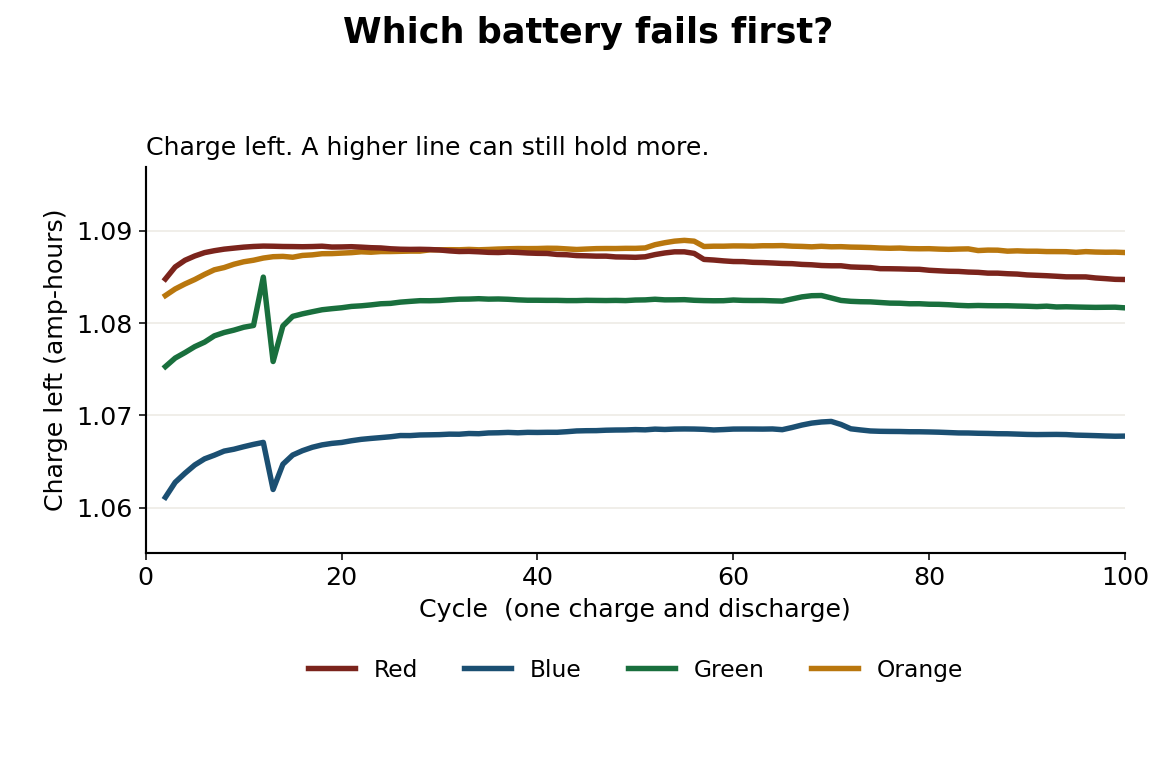 Which battery fails first?
Charge left. A higher line can still hold more.
Charge left (amp-hours)
1.09
1.08
1.07
1.06
0 20 40 60 80 100
Cycle (one charge and discharge)
Red Blue Green Orange